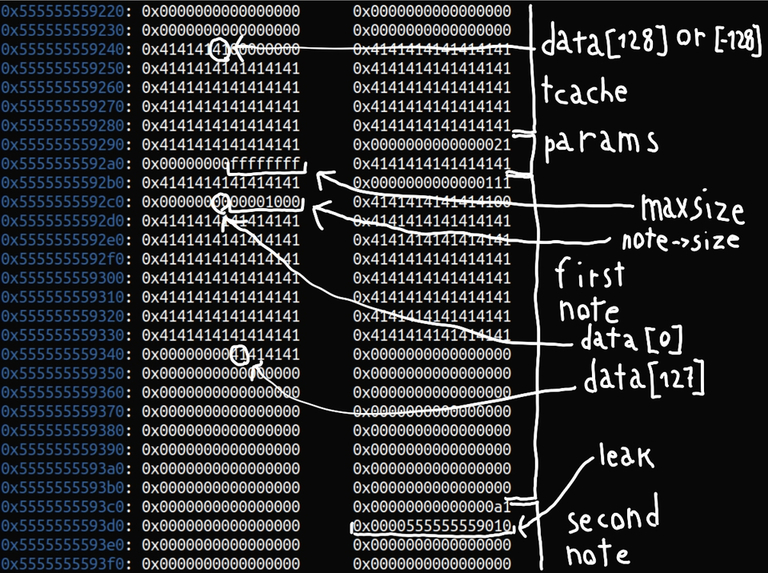 0x555555559220: 0x0000000000000000 0x0000000000000000
0x555555559230: 0x0000000000000000 0x0000000000000000
0x555555559240: 0x4141414100000000 0x4141414141414141
0x555555559250: 0x4141414141414141 0x4141414141414141
0x555555559260: 0x4141414141414141 0x4141414141414141
0x555555559270: 0x4141414141414141 0x4141414141414141
0x555555559280: 0x4141414141414141 0x4141414141414141
0x555555559290: 0x4141414141414141 0x0000000000000021
0x5555555592a0: 0x00000000ffffffff 0x4141414141414141
0x5555555592b0: 0x4141414141414141 0x0000000000000111
0x5555555592c0: 0x0000000000001000 0x4141414141414100
0x5555555592d0: 0x4141414141414141 0x4141414141414141
0x5555555592e0: 0x4141414141414141 0x4141414141414141
0x5555555592f0: 0x4141414141414141 0x4141414141414141
0x555555559300: 0x4141414141414141 0x4141414141414141
0x555555559310: 0x4141414141414141 0x4141414141414141
0x555555559320: 0x4141414141414141 0x4141414141414141
0x555555559330: 0x4141414141414141 0x4141414141414141
0x555555559340: 0x0000000041414141 0x0000000000000000
0x555555559350: 0x0000000000000000 0x0000000000000000
0x555555559360: 0x0000000000000000 0x0000000000000000
0x555555559370: 0x0000000000000000 0x0000000000000000
0x555555559380: 0x0000000000000000 0x0000000000000000
0x555555559390: 0x0000000000000000 0x0000000000000000
0x5555555593a0: 0x0000000000000000 0x0000000000000000
0x5555555593b0: 0x0000000000000000 0x0000000000000000
0x5555555593c0: 0x0000000000000000 0x00000000000000a1
0x5555555593d0: 0x0000000000000000 0x0000555555559010
0x5555555593e0: 0x0000000000000000 0x0000000000000000
0x5555555593f0: 0x0000000000000000 0x0000000000000000
data[128] or [-128]
tcache
params
maxsize
note->size
first
note
data[0]
data[127]
leak
second
note